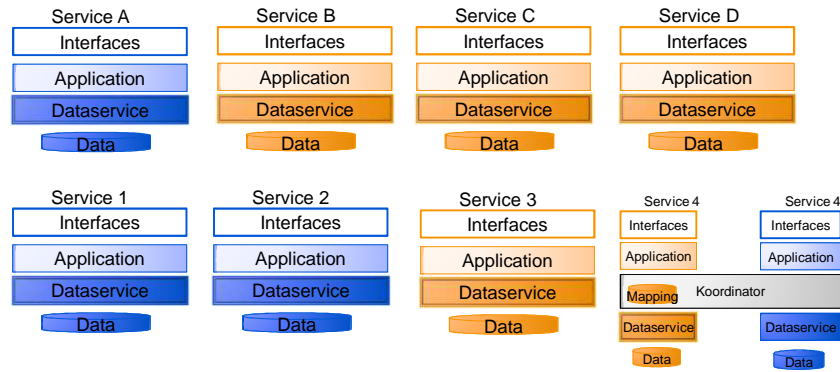 Service A
Interfaces
Application
Dataservice
Data
Service B
Interfaces
Application
Dataservice
Data
Service C
Interfaces
Application
Dataservice
Data
Service D
Interfaces
Application
Dataservice
Data
Service 1
Interfaces
Application
Dataservice
Data
Service 2
Interfaces
Application
Dataservice
Data
Service 3
Interfaces
Application
Dataservice
Data
Service 4
Interfaces
Application
Service 4
Interfaces
Application
Mapping
Koordinator
Dataservice
Data
Dataservice
Data